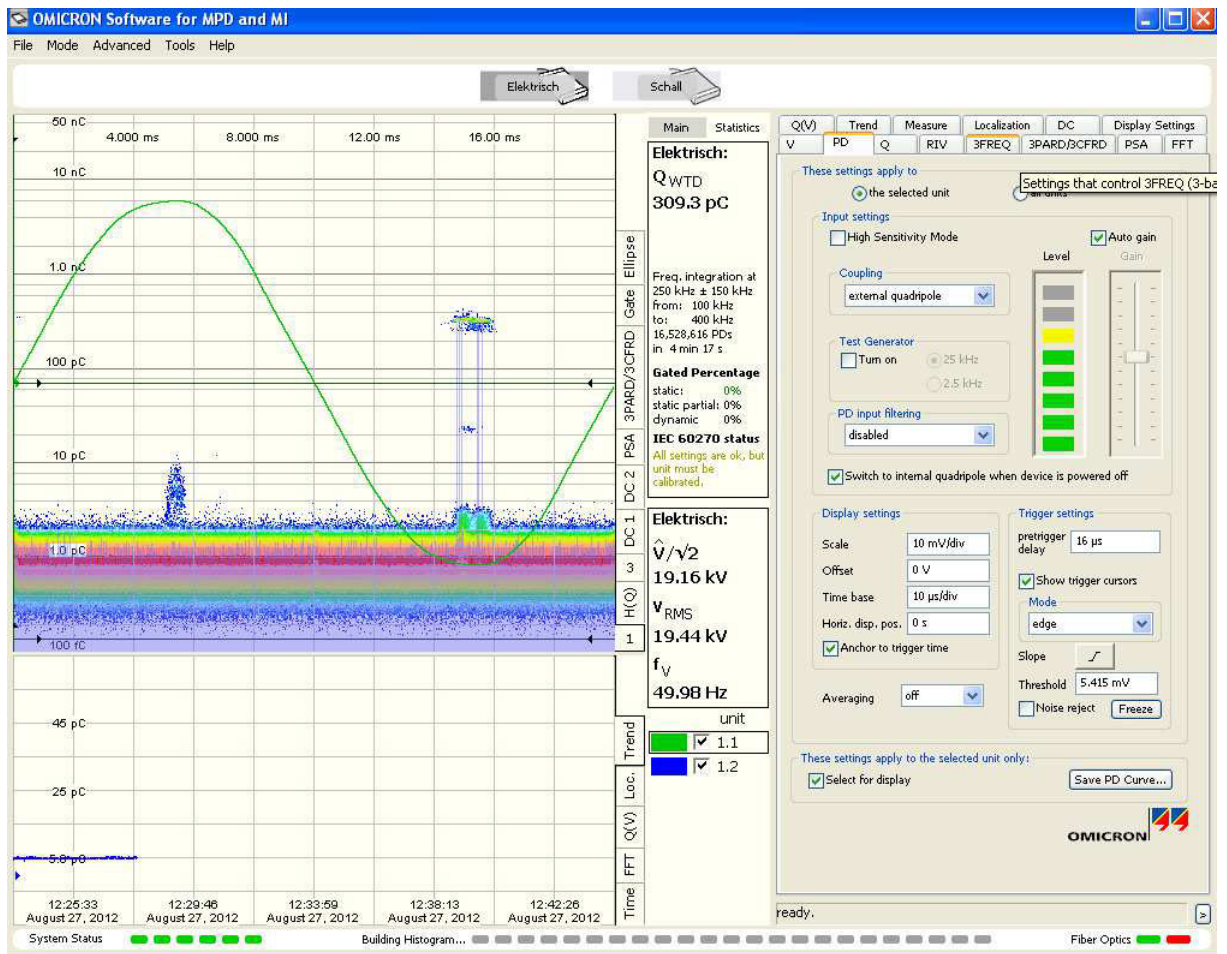 OMICRON Software for MPD and MI
File Mode Advanced Tools Help
Elektrisch
Schall
50 nC
4.000 ms 8.000 ms 12.00 ms 16.00 ms
10 nC
1.0 nC
100 pC
10 pC
1.0 pC
100 fC
Ellipse
Gate
3PARD/3CFRD
PSA
DC 2
DC 1
3
H(Q)
1
45 pC
25 pC
5.0 pC
12:25:33 12:29:46 12:33:59 12:38:13 12:42:26
August 27, 2012 August 27, 2012 August 27, 2012 August 27, 2012 August 27, 2012
Trend
Loc.
Q(V)
FFT
Time
Main Statistics
Elektrisch:
QWTD
309.3 pC
Freq. integration at
250 kHz ± 150 kHz
from: 100 kHz
to: 400 kHz
16,528,616 PDs
in 4 min 17 s
Gated Percentage
static: 0%
static partial: 0%
dynamic 0%
IEC 60270 status
All settings are ok, but
unit must be
calibrated.
Elektrisch:
V̂/√2
19.16 kV
VRMS
19.44 kV
fV
49.98 Hz
unit
1.1
1.2
Q(V) Trend Measure Localization DC Display Settings
V PD Q RIV 3FREQ 3PARD/3CFRD PSA FFT
These settings apply to
Settings that control 3FREQ (3-ba
the selected unit
Input settings
High Sensitivity Mode
Auto gain
Level Gain
Coupling
external quadripole
Test Generator
Turn on 25 kHz
2.5 kHz
PD input filtering
disabled
Switch to internal quadripole when device is powered off
Display settings
Scale 10 mV/div
Offset 0 V
Time base 10 µs/div
Horiz. disp. pos. 0 s
Anchor to trigger time
Averaging off
Trigger settings
pretrigger
delay 16 µs
Show trigger cursors
Mode
edge
Slope
Threshold 5.415 mV
Noise reject Freeze
These settings apply to the selected unit only:
Select for display Save PD Curve...
OMICRON
ready.
System Status Building Histogram... Fiber Optics